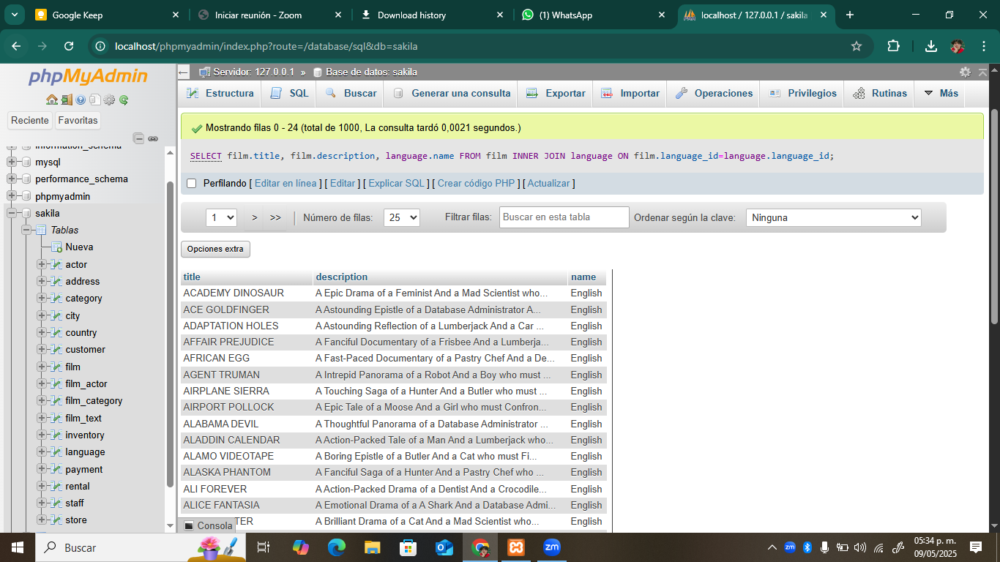 Google Keep
Iniciar reunión - Zoom
Download history
(1) WhatsApp
localhost / 127.0.0.1 / sakila
localhost/phpmyadmin/index.php?route=/database/sql&db=sakila
phpMyAdmin
Reciente Favoritas
information_schema
mysql
performance_schema
phpmyadmin
sakila
Tablas
Nueva
actor
address
category
city
country
customer
film
film_actor
film_category
film_text
inventory
language
payment
rental
staff
store
Servidor: 127.0.0.1 » Base de datos: sakila
Estructura SQL Buscar Generar una consulta Exportar Importar Operaciones Privilegios Rutinas Más
Mostrando filas 0 - 24 (total de 1000, La consulta tardó 0,0021 segundos.)
SELECT film.title, film.description, language.name FROM film INNER JOIN language ON film.language_id=language.language_id;
Perfilando [ Editar en línea ] [ Editar ] [ Explicar SQL ] [ Crear código PHP ] [ Actualizar ]
1 > >> Número de filas: 25 Filtrar filas: Buscar en esta tabla Ordenar según la clave: Ninguna
Opciones extra
title description name
ACADEMY DINOSAUR A Epic Drama of a Feminist And a Mad Scientist who... English
ACE GOLDFINGER A Astounding Epistle of a Database Administrator A... English
ADAPTATION HOLES A Astounding Reflection of a Lumberjack And a Car ... English
AFFAIR PREJUDICE A Fanciful Documentary of a Frisbee And a Lumberja... English
AFRICAN EGG A Fast-Paced Documentary of a Pastry Chef And a De... English
AGENT TRUMAN A Intrepid Panorama of a Robot And a Boy who must ... English
AIRPLANE SIERRA A Touching Saga of a Hunter And a Butler who must ... English
AIRPORT POLLOCK A Epic Tale of a Moose And a Girl who must Confron... English
ALABAMA DEVIL A Thoughtful Panorama of a Database Administrator ... English
ALADDIN CALENDAR A Action-Packed Tale of a Man And a Lumberjack who... English
ALAMO VIDEOTAPE A Boring Epistle of a Butler And a Cat who must Fi... English
ALASKA PHANTOM A Fanciful Saga of a Hunter And a Pastry Chef who ... English
ALI FOREVER A Action-Packed Drama of a Dentist And a Crocodile... English
ALICE FANTASIA A Emotional Drama of a A Shark And a Database Admi... English
TER A Brilliant Drama of a Cat And a Mad Scientist who... English
Consola
Buscar
zm
zm
05:34 p. m.
09/05/2025